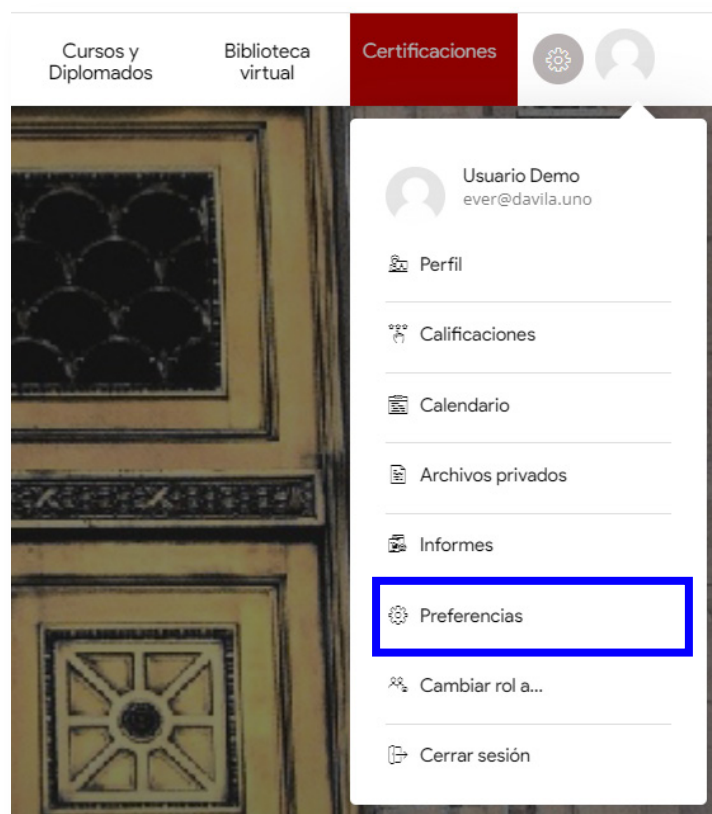 Cursos y
Diplomados
Biblioteca
virtual
Certificaciones
Usuario Demo
ever@davila.uno
Perfil
Calificaciones
Calendario
Archivos privados
Informes
Preferencias
Cambiar rol a...
Cerrar sesión